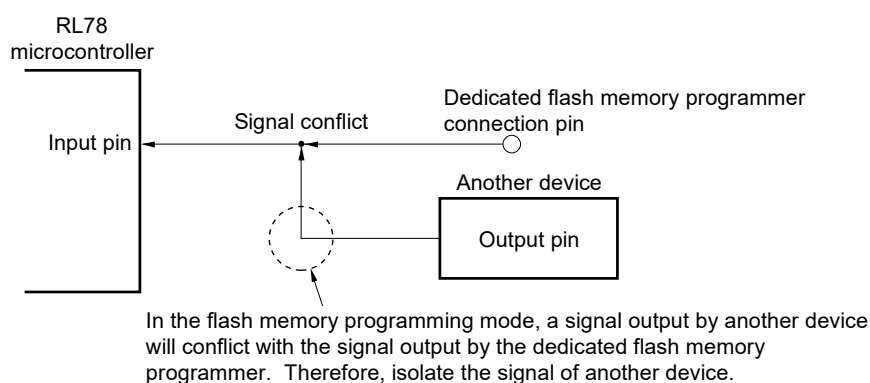 RL78
microcontroller
Input pin
Signal conflict
Dedicated flash memory programmer
connection pin
Another device
Output pin
In the flash memory programming mode, a signal output by another device
will conflict with the signal output by the dedicated flash memory
programmer.  Therefore, isolate the signal of another device.